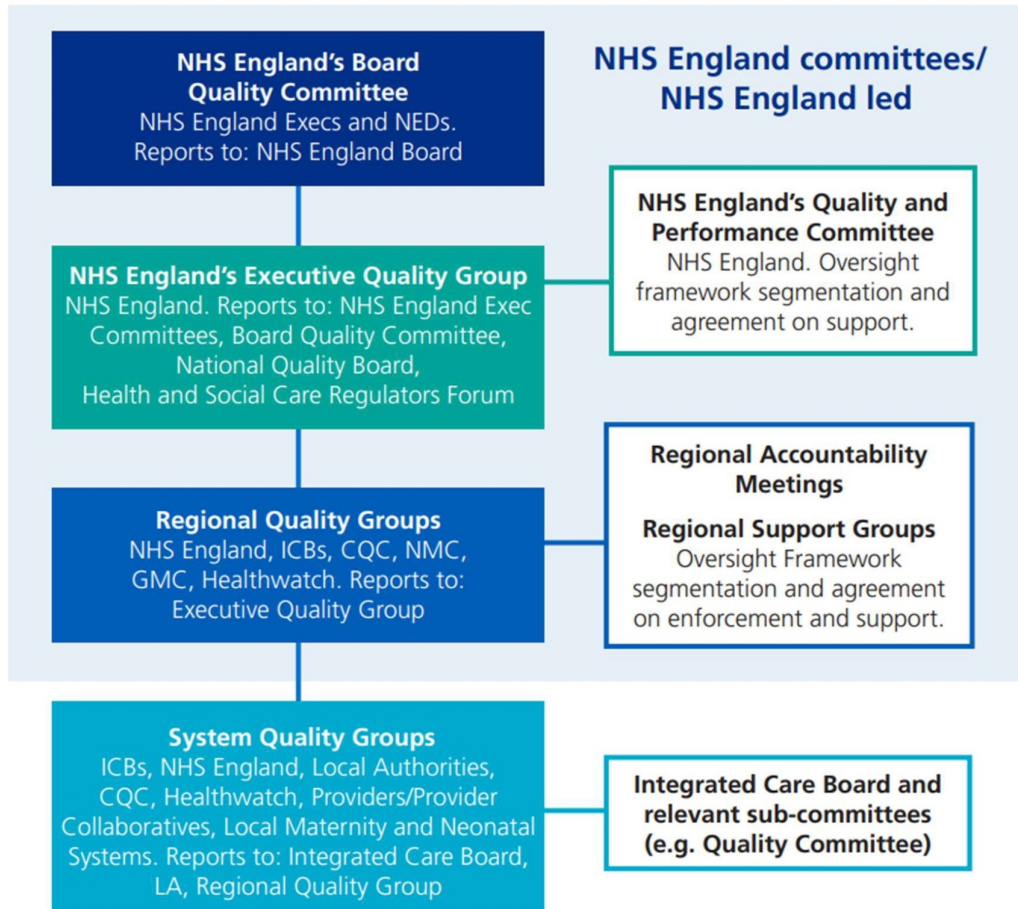 NHS England committees/
NHS England led
NHS England's Board
Quality Committee
NHS England Execs and NEDs.
Reports to: NHS England Board
NHS England's Executive Quality Group
NHS England. Reports to: NHS England Exec
Committees, Board Quality Committee,
National Quality Board,
Health and Social Care Regulators Forum
NHS England's Quality and
Performance Committee
NHS England. Oversight
framework segmentation and
agreement on support.
Regional Quality Groups
NHS England, ICBs, CQC, NMC,
GMC, Healthwatch. Reports to:
Executive Quality Group
Regional Accountability
Meetings
Regional Support Groups
Oversight Framework
segmentation and agreement
on enforcement and support.
System Quality Groups
ICBs, NHS England, Local Authorities,
CQC, Healthwatch, Providers/Provider
Collaboratives, Local Maternity and Neonatal
Systems. Reports to: Integrated Care Board,
LA, Regional Quality Group
Integrated Care Board and
relevant sub-committees
(e.g. Quality Committee)